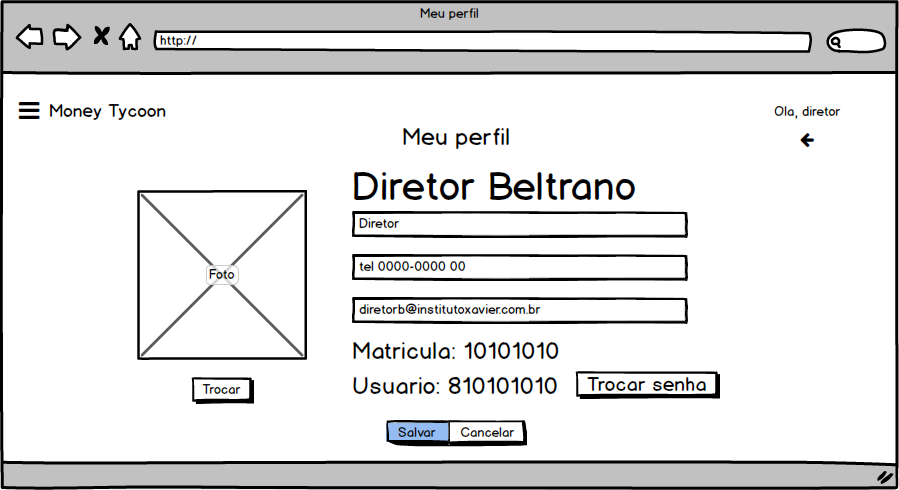 Meu perfil
http://
Money Tycoon
Ola, diretor
Meu perfil
Diretor Beltrano
Diretor
tel 0000-0000 00
Foto
diretorb@institutoxavier.com.br
Matricula: 10101010
Trocar
Usuario: 810101010
Trocar senha
Salvar
Cancelar